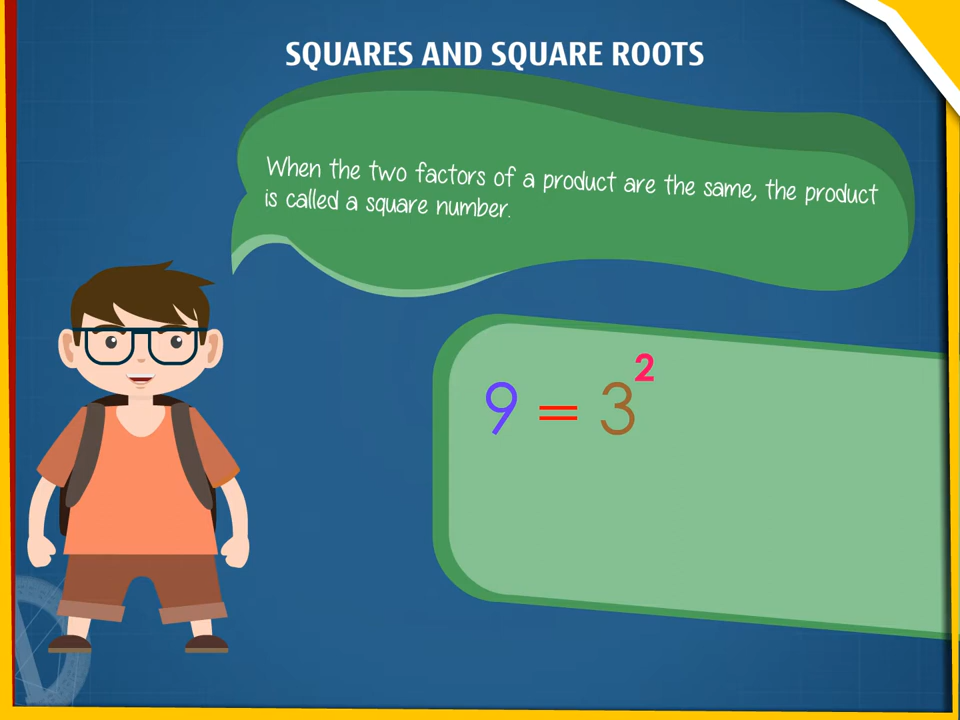 SQUARES AND SQUARE ROOTS
When the two factors of a product are the same, the product
is called a square number.
9 = 3²